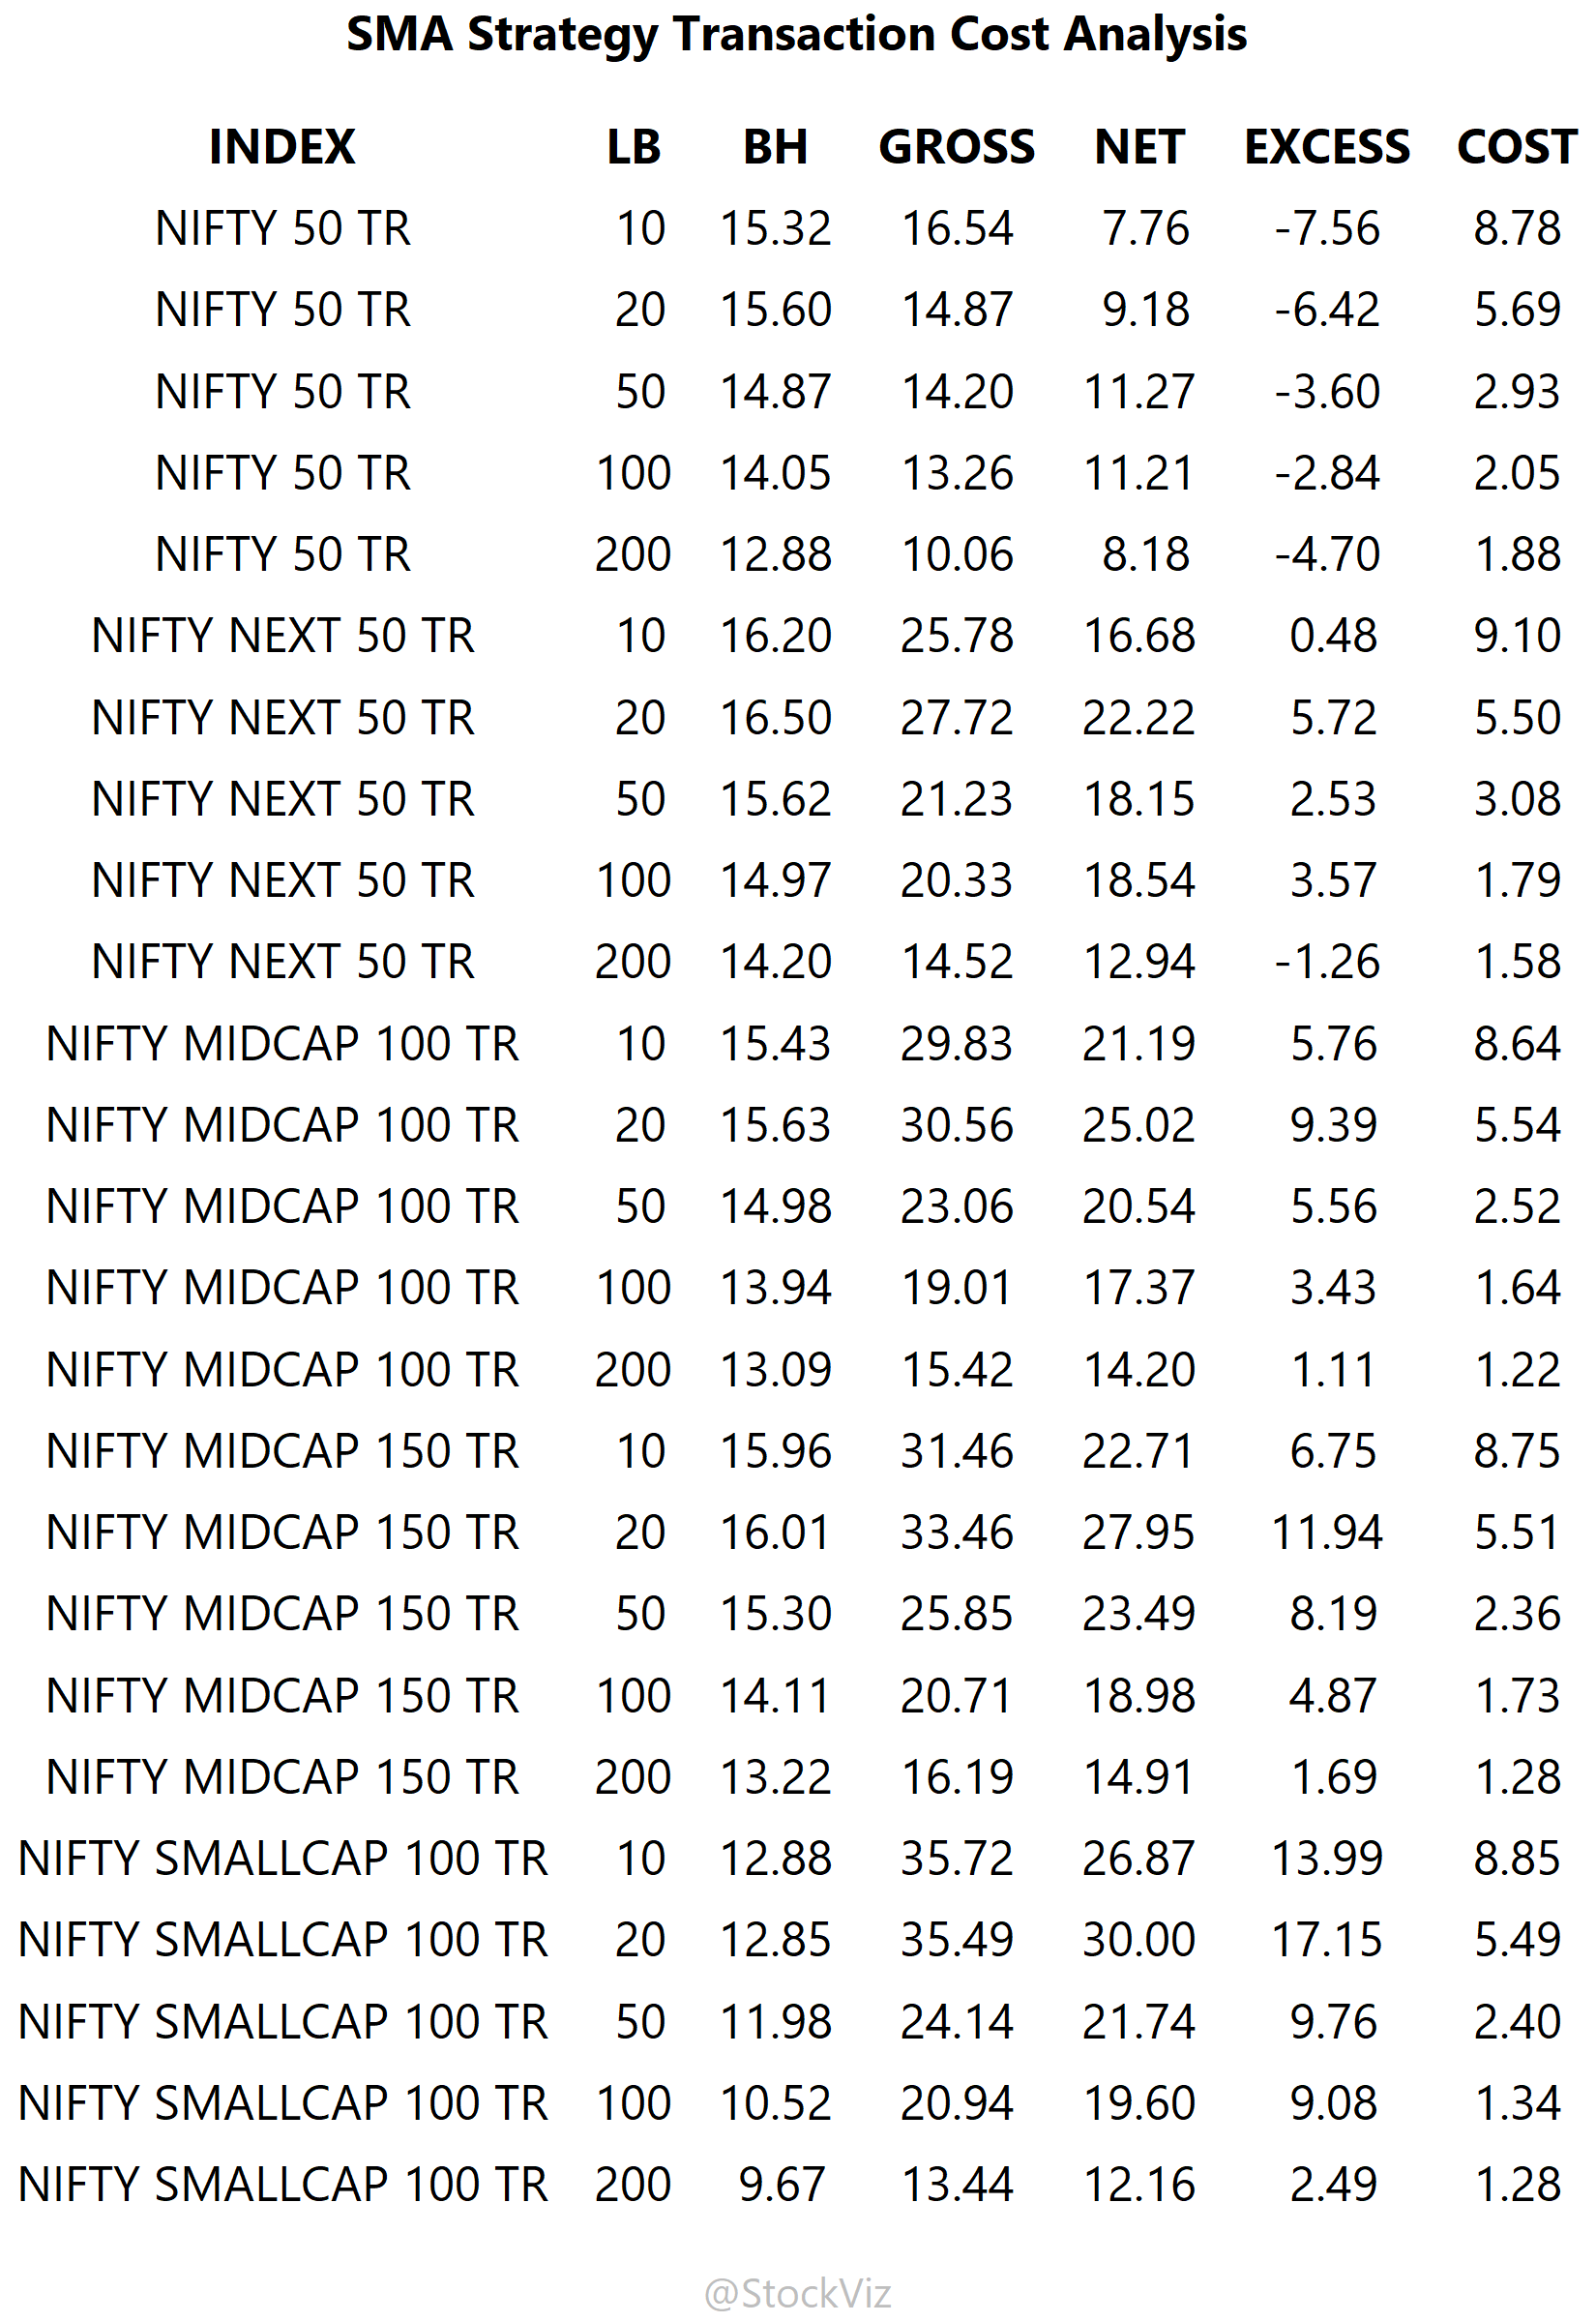 SMA Strategy Transaction Cost Analysis
INDEX LB BH GROSS NET EXCESS COST
NIFTY 50 TR 10 15.32 16.54 7.76 -7.56 8.78
NIFTY 50 TR 20 15.60 14.87 9.18 -6.42 5.69
NIFTY 50 TR 50 14.87 14.20 11.27 -3.60 2.93
NIFTY 50 TR 100 14.05 13.26 11.21 -2.84 2.05
NIFTY 50 TR 200 12.88 10.06 8.18 -4.70 1.88
NIFTY NEXT 50 TR 10 16.20 25.78 16.68 0.48 9.10
NIFTY NEXT 50 TR 20 16.50 27.72 22.22 5.72 5.50
NIFTY NEXT 50 TR 50 15.62 21.23 18.15 2.53 3.08
NIFTY NEXT 50 TR 100 14.97 20.33 18.54 3.57 1.79
NIFTY NEXT 50 TR 200 14.20 14.52 12.94 -1.26 1.58
NIFTY MIDCAP 100 TR 10 15.43 29.83 21.19 5.76 8.64
NIFTY MIDCAP 100 TR 20 15.63 30.56 25.02 9.39 5.54
NIFTY MIDCAP 100 TR 50 14.98 23.06 20.54 5.56 2.52
NIFTY MIDCAP 100 TR 100 13.94 19.01 17.37 3.43 1.64
NIFTY MIDCAP 100 TR 200 13.09 15.42 14.20 1.11 1.22
NIFTY MIDCAP 150 TR 10 15.96 31.46 22.71 6.75 8.75
NIFTY MIDCAP 150 TR 20 16.01 33.46 27.95 11.94 5.51
NIFTY MIDCAP 150 TR 50 15.30 25.85 23.49 8.19 2.36
NIFTY MIDCAP 150 TR 100 14.11 20.71 18.98 4.87 1.73
NIFTY MIDCAP 150 TR 200 13.22 16.19 14.91 1.69 1.28
NIFTY SMALLCAP 100 TR 10 12.88 35.72 26.87 13.99 8.85
NIFTY SMALLCAP 100 TR 20 12.85 35.49 30.00 17.15 5.49
NIFTY SMALLCAP 100 TR 50 11.98 24.14 21.74 9.76 2.40
NIFTY SMALLCAP 100 TR 100 10.52 20.94 19.60 9.08 1.34
NIFTY SMALLCAP 100 TR 200 9.67 13.44 12.16 2.49 1.28
@StockViz